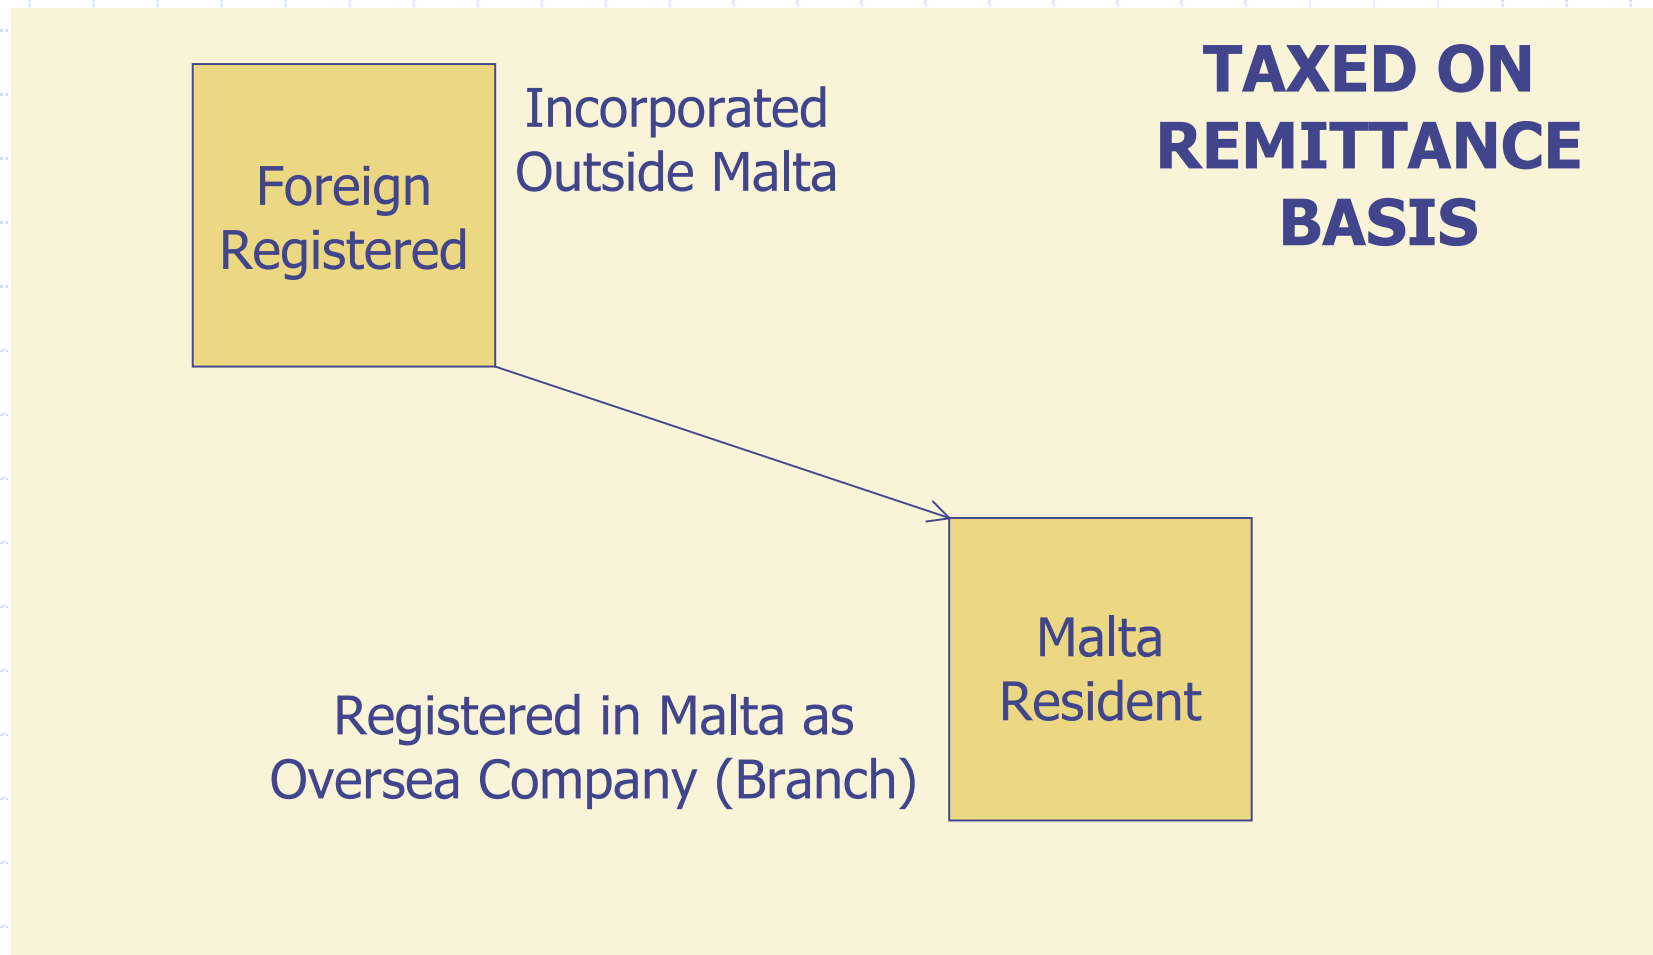 TAXED ON
REMITTANCE
BASIS
Incorporated
Outside Malta
Foreign
Registered
Malta
Resident
Registered in Malta as
Oversea Company (Branch)